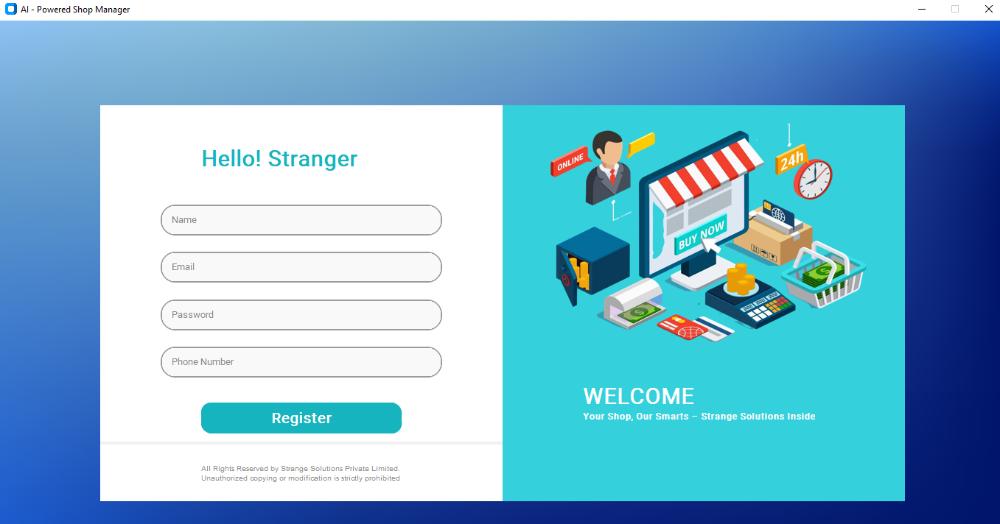 AI - Powered Shop Manager
Hello! Stranger
Name
Email
Password
Phone Number
Register
All Rights Reserved by Strange Solutions Private Limited.
Unauthorized copying or modification is strictly prohibited
ONLINE
24h
BUY NOW
WELCOME
Your Shop, Our Smarts – Strange Solutions Inside